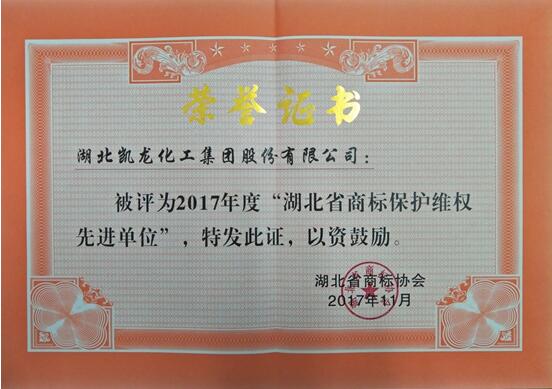 荣誉证书
湖北凯龙化工集团股份有限公司：
被评为2017年度“湖北省商标保护维权
先进单位”，特发此证，以资鼓励。
湖北省商标协会
2017年11月